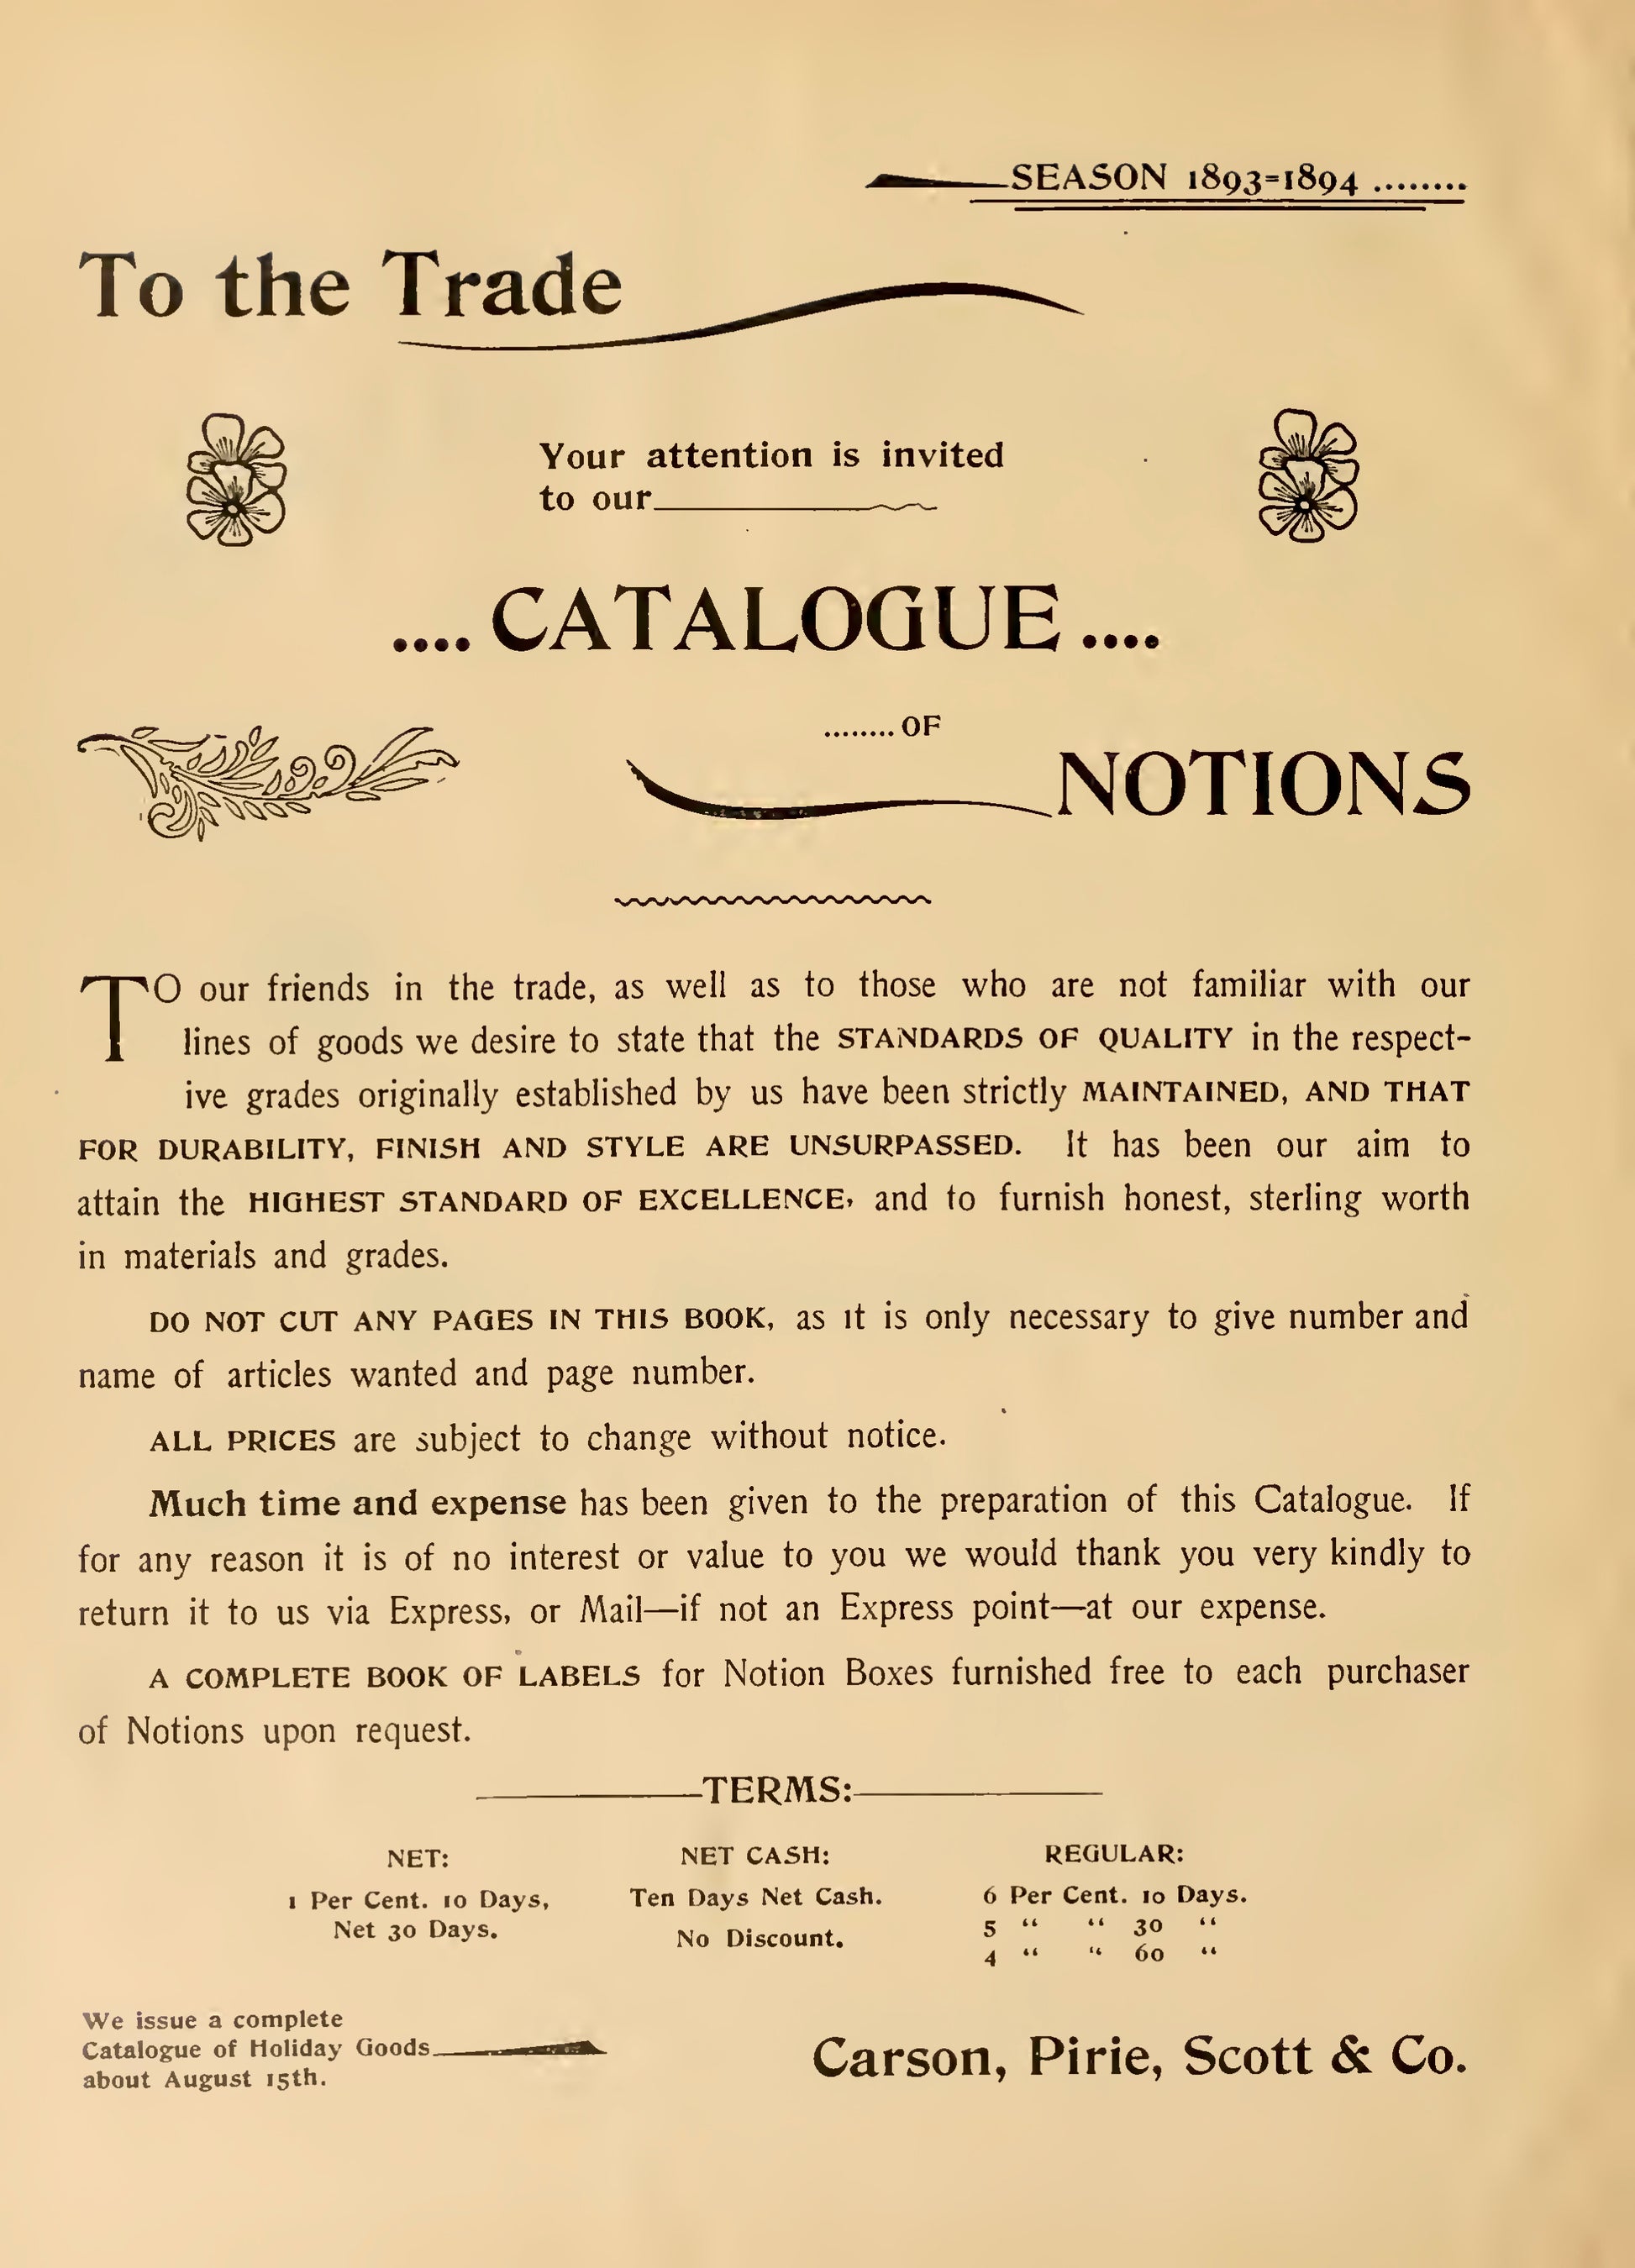 SEASON 1893=1894 ........
To the Trade
Your attention is invited
to our
.... CATALOGUE ....
........ OF
NOTIONS
TO our friends in the trade, as well as to those who are not familiar with our
lines of goods we desire to state that the STANDARDS OF QUALITY in the respect-
ive grades originally established by us have been strictly MAINTAINED, AND THAT
FOR DURABILITY, FINISH AND STYLE ARE UNSURPASSED. It has been our aim to
attain the HIGHEST STANDARD OF EXCELLENCE, and to furnish honest, sterling worth
in materials and grades.
DO NOT CUT ANY PAGES IN THIS BOOK, as it is only necessary to give number and
name of articles wanted and page number.
ALL PRICES are subject to change without notice.
Much time and expense has been given to the preparation of this Catalogue. If
for any reason it is of no interest or value to you we would thank you very kindly to
return it to us via Express, or Mail—if not an Express point—at our expense.
A COMPLETE BOOK OF LABELS for Notion Boxes furnished free to each purchaser
of Notions upon request.
TERMS:
NET:
1 Per Cent. 10 Days,
Net 30 Days.
NET CASH:
Ten Days Net Cash.
No Discount.
REGULAR:
6 Per Cent. 10 Days.
5 “ “ 30 “
4 “ “ 60 “
We issue a complete
Catalogue of Holiday Goods
about August 15th.
Carson, Pirie, Scott & Co.